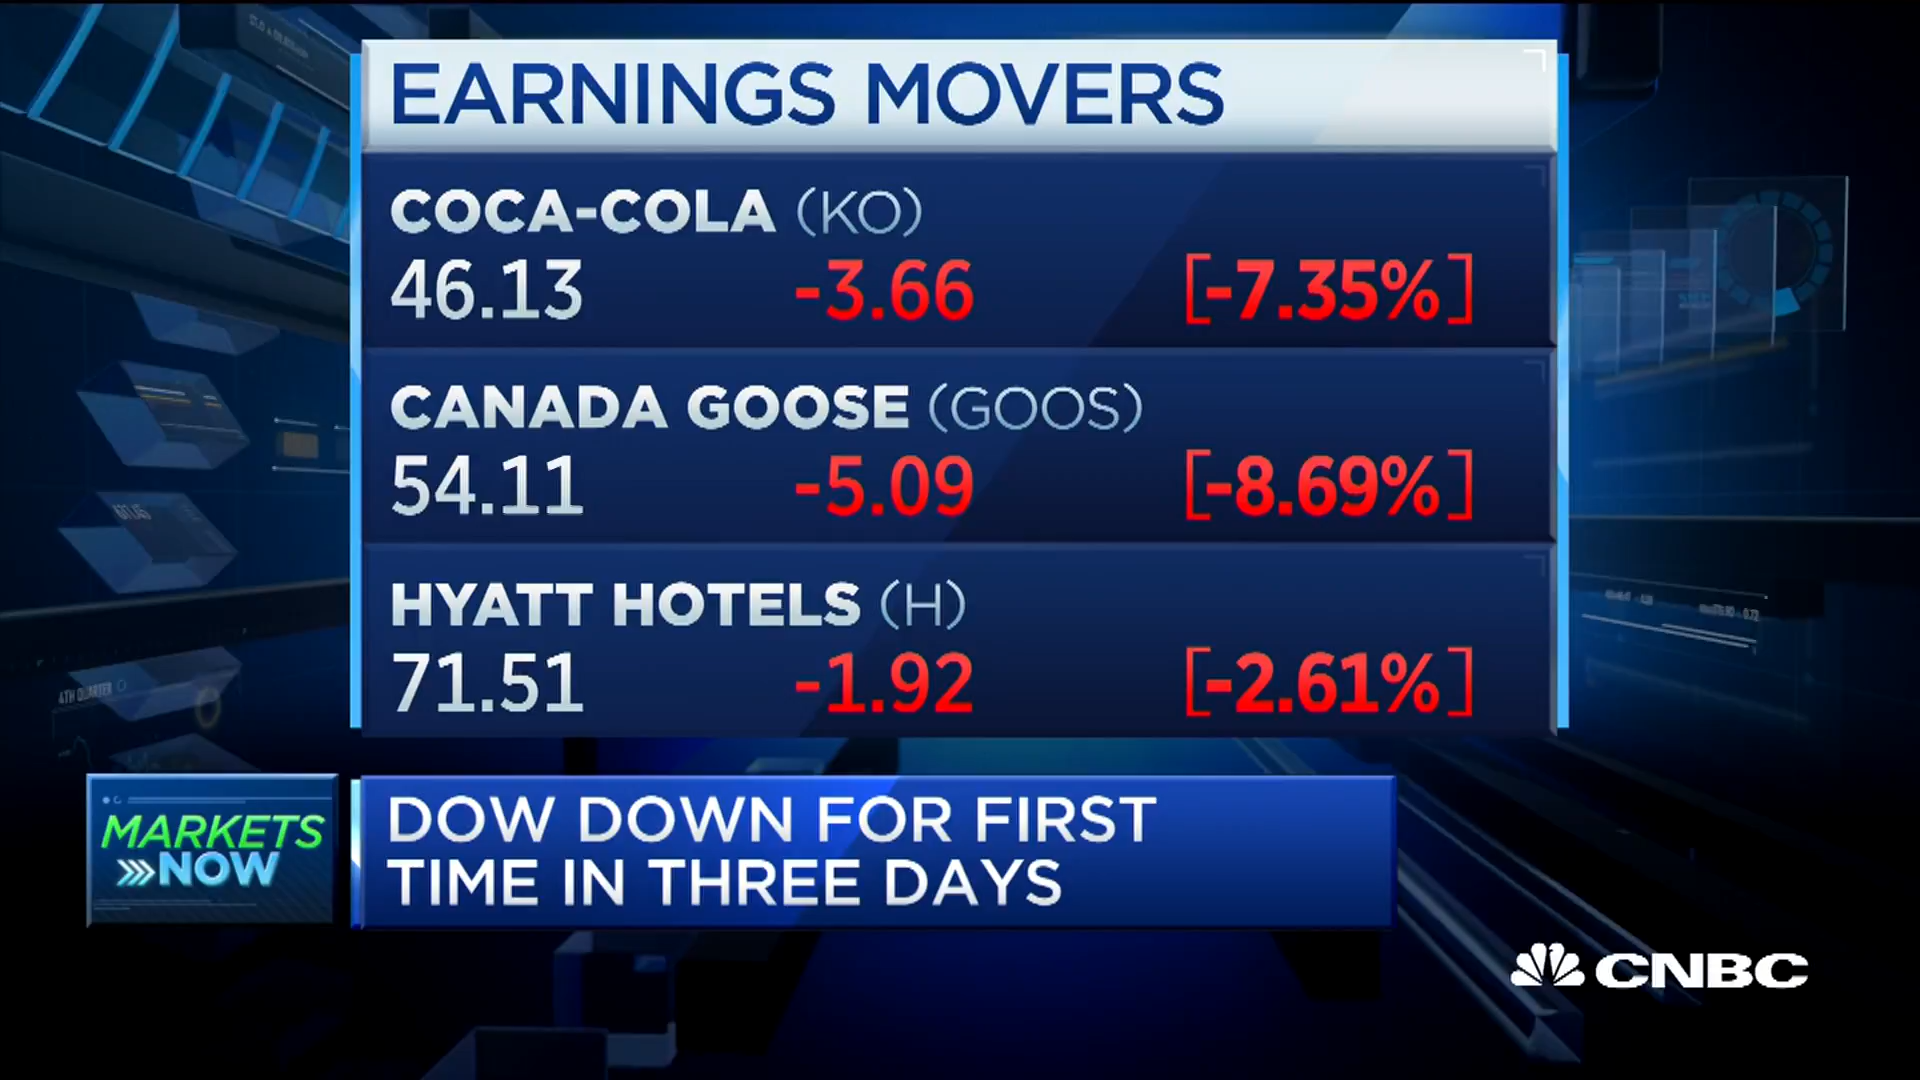 EARNINGS MOVERS
COCA-COLA (KO)
46.13 -3.66 [-7.35%]
CANADA GOOSE (GOOS)
54.11 -5.09 [-8.69%]
HYATT HOTELS (H)
71.51 -1.92 [-2.61%]
4TH QUARTER
MARKETS
NOW
DOW DOWN FOR FIRST
TIME IN THREE DAYS
CNBC